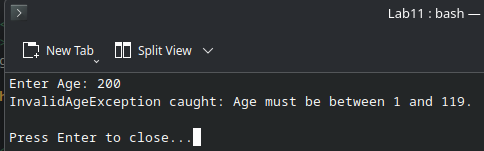 Lab11 : bash —
New Tab
Split View
Enter Age: 200
InvalidAgeException caught: Age must be between 1 and 119.
Press Enter to close...